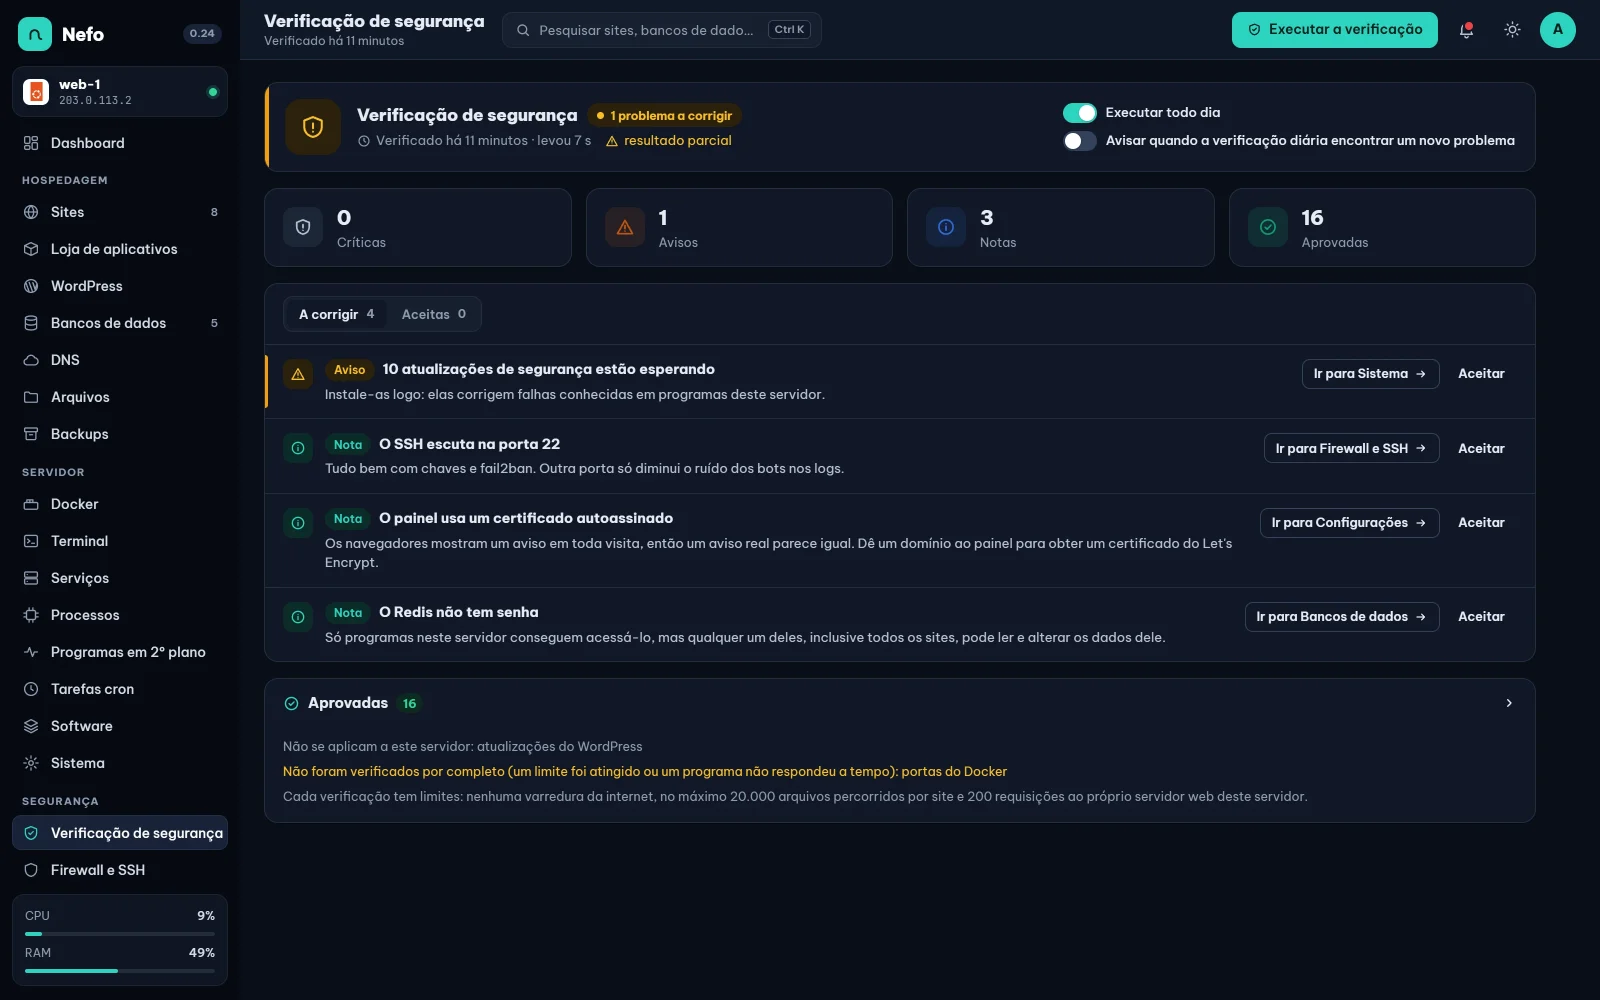 Nefo
0.24
web-1
203.0.113.2
Dashboard
HOSPEDAGEM
Sites 8
Loja de aplicativos
WordPress
Bancos de dados 5
DNS
Arquivos
Backups
SERVIDOR
Docker
Terminal
Serviços
Processos
Programas em 2º plano
Tarefas cron
Software
Sistema
SEGURANÇA
Verificação de segurança
Firewall e SSH
CPU 9%
RAM 49%
Verificação de segurança
Verificado há 11 minutos
Pesquisar sites, bancos de dado... Ctrl K
Executar a verificação
A
Verificação de segurança 1 problema a corrigir
Verificado há 11 minutos · levou 7 s resultado parcial
Executar todo dia
Avisar quando a verificação diária encontrar um novo problema
0
Críticas
1
Avisos
3
Notas
16
Aprovadas
A corrigir 4 Aceitas 0
Aviso 10 atualizações de segurança estão esperando
Instale-as logo: elas corrigem falhas conhecidas em programas deste servidor.
Ir para Sistema → Aceitar
Nota O SSH escuta na porta 22
Tudo bem com chaves e fail2ban. Outra porta só diminui o ruído dos bots nos logs.
Ir para Firewall e SSH → Aceitar
Nota O painel usa um certificado autoassinado
Os navegadores mostram um aviso em toda visita, então um aviso real parece igual. Dê um domínio ao painel para obter um certificado do Let's
Encrypt.
Ir para Configurações → Aceitar
Nota O Redis não tem senha
Só programas neste servidor conseguem acessá-lo, mas qualquer um deles, inclusive todos os sites, pode ler e alterar os dados dele.
Ir para Bancos de dados → Aceitar
Aprovadas 16
Não se aplicam a este servidor: atualizações do WordPress
Não foram verificados por completo (um limite foi atingido ou um programa não respondeu a tempo): portas do Docker
Cada verificação tem limites: nenhuma varredura da internet, no máximo 20.000 arquivos percorridos por site e 200 requisições ao próprio servidor web deste servidor.